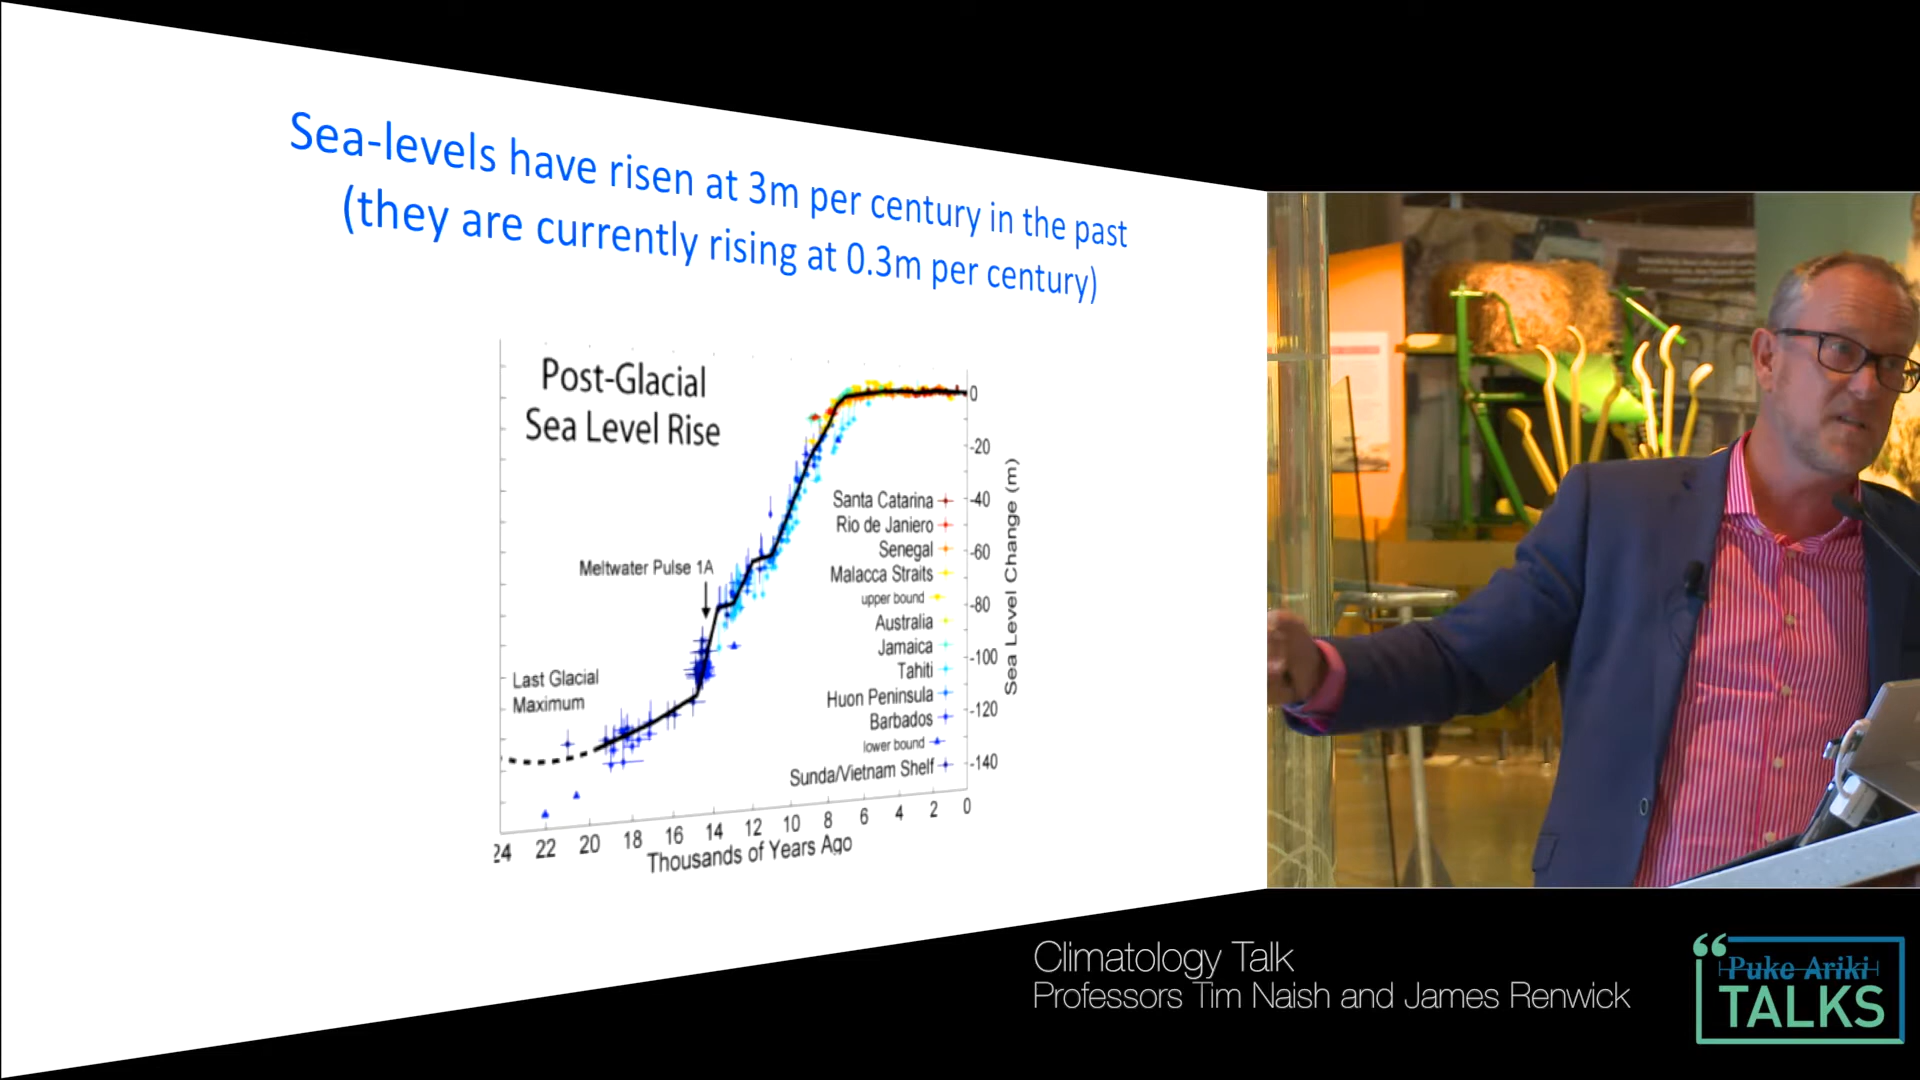 Sea-levels have risen at 3m per century in the past
(they are currently rising at 0.3m per century)
Post-Glacial
Sea Level Rise
Meltwater Pulse 1A
Last Glacial
Maximum
Santa Catarina
Rio de Janiero
Senegal
Malacca Straits
upper bound
Australia
Jamaica
Tahiti
Huon Peninsula
Barbados
lower bound
Sunda/Vietnam Shelf
0
-20
-40
-60
-80
-100
-120
-140
Sea Level Change (m)
24 22 20 18 16 14 12 10 8 6 4 2 0
Thousands of Years Ago
Climatology Talk
Professors Tim Naish and James Renwick
Puke Ariki
TALKS